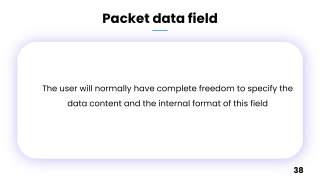 Packet data field
The user will normally have complete freedom to specify the
data content and the internal format of this field
38